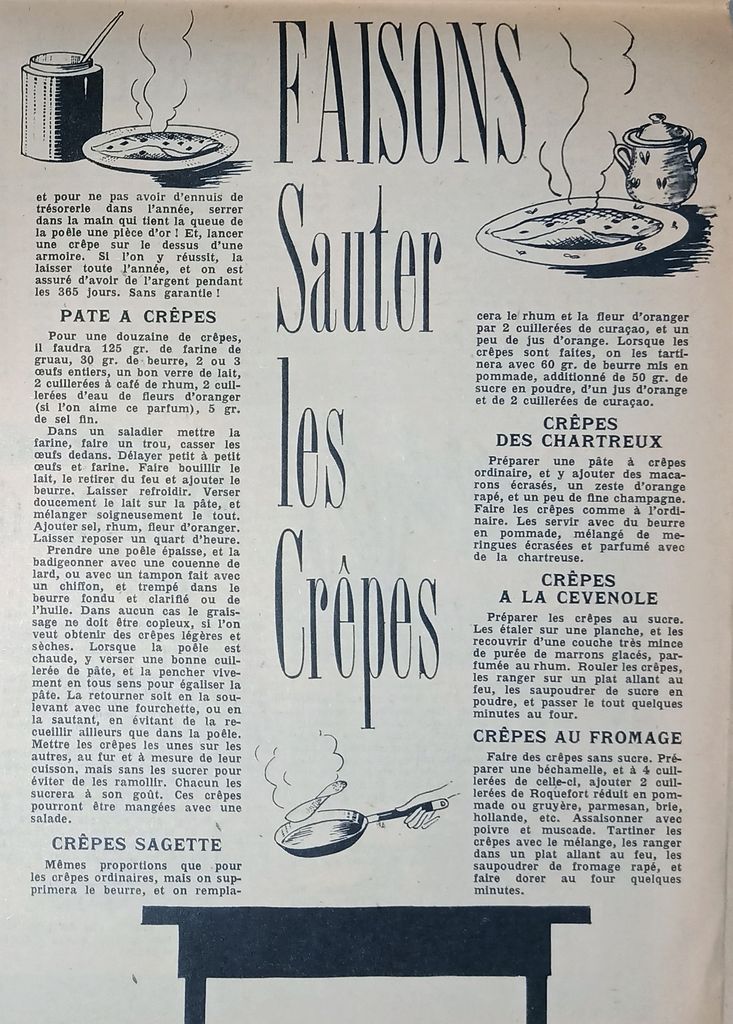 FAISONS
Sauter
les
Crêpes
et pour ne pas avoir d'ennuis de
trésorerie dans l'année, serrer
dans la main qui tient la queue de
la poêle une pièce d'or ! Et, lancer
une crêpe sur le dessus d'une
armoire. Si l'on y réussit, la
laisser toute l'année, et on est
assuré d'avoir de l'argent pendant
les 365 jours. Sans garantie !
PATE A CRÊPES
Pour une douzaine de crêpes,
il faudra 125 gr. de farine de
gruau, 30 gr. de beurre, 2 ou 3
œufs entiers, un bon verre de lait,
2 cuillerées à café de rhum, 2 cuil-
lerées d'eau de fleurs d'oranger
(si l'on aime ce parfum), 5 gr.
de sel fin.
Dans un saladier mettre la
farine, faire un trou, casser les
œufs dedans. Délayer petit à petit
œufs et farine. Faire bouillir le
lait, le retirer du feu et ajouter le
beurre. Laisser refroidir. Verser
doucement le lait sur la pâte, et
mélanger soigneusement le tout.
Ajouter sel, rhum, fleur d'oranger.
Laisser reposer un quart d'heure.
Prendre une poêle épaisse, et la
badigeonner avec une couenne de
lard, ou avec un tampon fait avec
un chiffon, et trempé dans le
beurre fondu et clarifié ou de
l'huile. Dans aucun cas le grais-
sage ne doit être copieux, si l'on
veut obtenir des crêpes légères et
sèches. Lorsque la poêle est
chaude, y verser une bonne cuil-
lerée de pâte, et la pencher vive-
ment en tous sens pour égaliser la
pâte. La retourner soit en la sou-
levant avec une fourchette, ou en
la sautant, en évitant de la re-
cueillir ailleurs que dans la poêle.
Mettre les crêpes les unes sur les
autres, au fur et à mesure de leur
cuisson, mais sans les sucrer pour
éviter de les ramollir. Chacun les
sucrera à son goût. Ces crêpes
pourront être mangées avec une
salade.
CRÊPES SAGETTE
Mêmes proportions que pour
les crêpes ordinaires, mais on sup-
primera le beurre, et on rempla-
cera le rhum et la fleur d'oranger
par 2 cuillerées de curaçao, et un
peu de jus d'orange. Lorsque les
crêpes sont faites, on les tarti-
nera avec 60 gr. de beurre mis en
pommade, additionné de 50 gr. de
sucre en poudre, d'un jus d'orange
et de 2 cuillerées de curaçao.
CRÊPES
DES CHARTREUX
Préparer une pâte à crêpes
ordinaire, et y ajouter des maca-
rons écrasés, un zeste d'orange
rapé, et un peu de fine champagne.
Faire les crêpes comme à l'ordi-
naire. Les servir avec du beurre
en pommade, mélangé de me-
ringues écrasées et parfumé avec
de la chartreuse.
CRÊPES
A LA CEVENOLE
Préparer les crêpes au sucre.
Les étaler sur une planche, et les
recouvrir d'une couche très mince
de purée de marrons glacés, par-
fumée au rhum. Rouler les crêpes,
les ranger sur un plat allant au
feu, les saupoudrer de sucre en
poudre, et passer le tout quelques
minutes au four.
CRÊPES AU FROMAGE
Faire des crêpes sans sucre. Pré-
parer une béchamelle, et à 4 cuil-
lerées de celle-ci, ajouter 2 cuil-
lerées de Roquefort réduit en pom-
made ou gruyère, parmesan, brie,
hollande, etc. Assaisonner avec
poivre et muscade. Tartiner les
crêpes avec le mélange, les ranger
dans un plat allant au feu, les
saupoudrer de fromage rapé, et
faire dorer au four quelques
minutes.